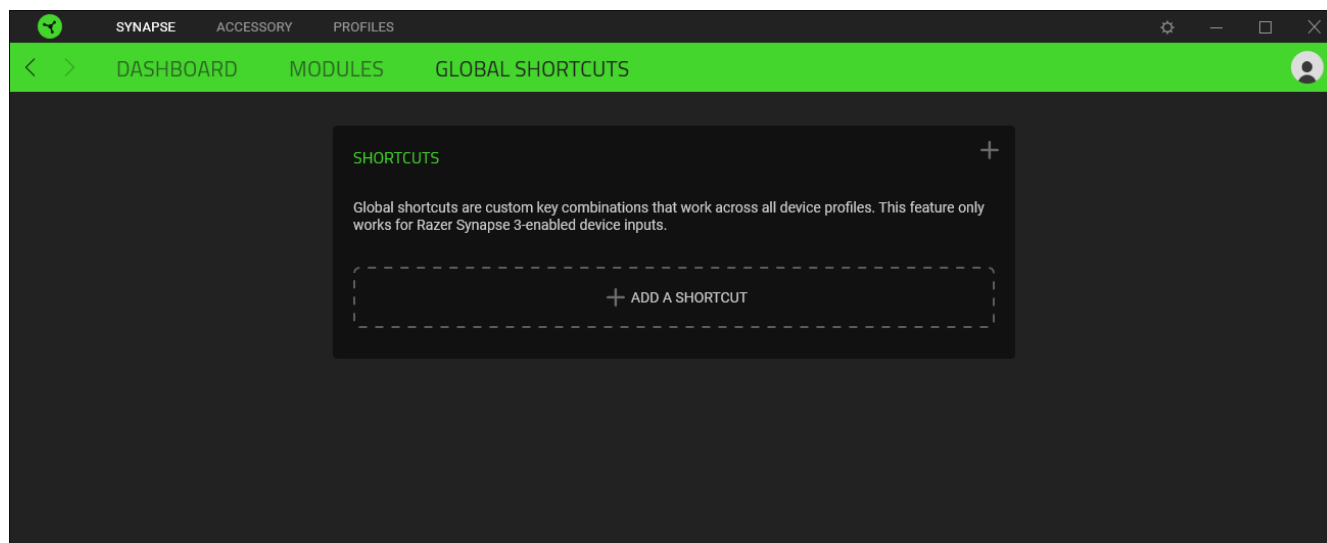 SYNAPSE ACCESSORY PROFILES
DASHBOARD MODULES GLOBAL SHORTCUTS
SHORTCUTS
Global shortcuts are custom key combinations that work across all device profiles. This feature only
works for Razer Synapse 3-enabled device inputs.
ADD A SHORTCUT